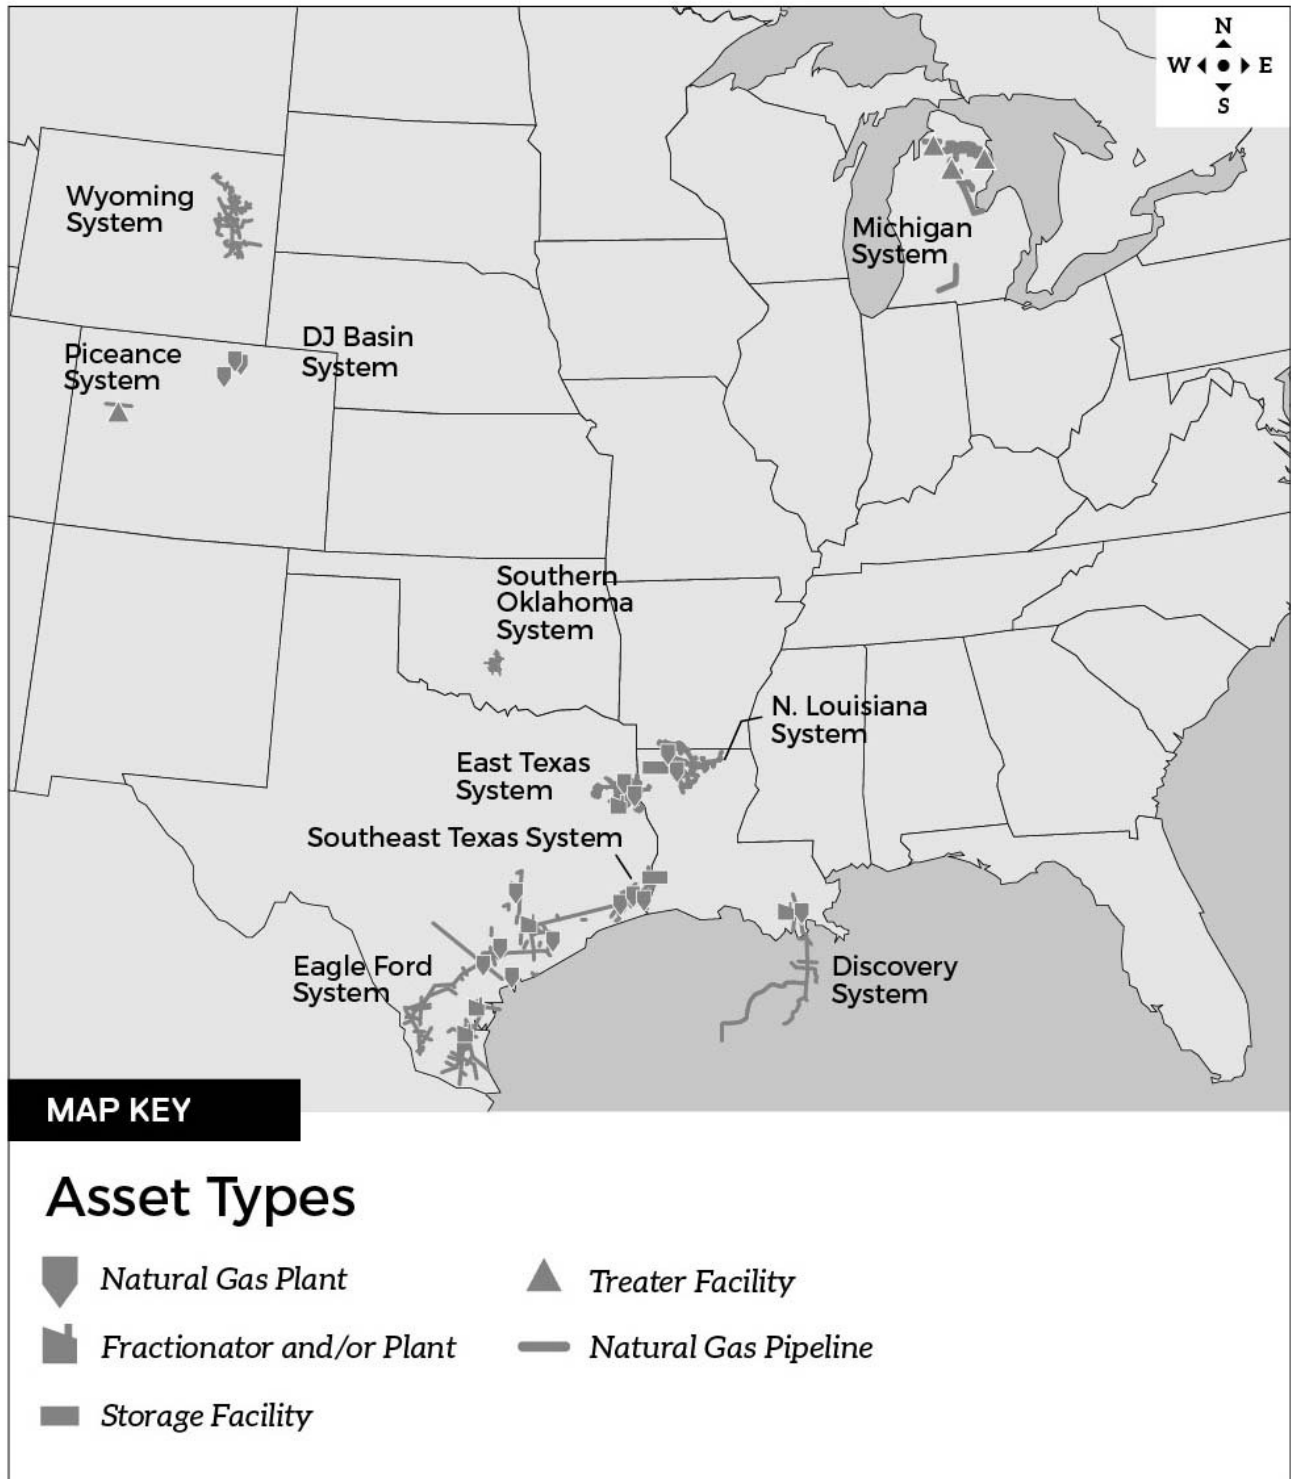 N
W E
S
Wyoming
System
Michigan
System
DJ Basin
System
Piceance
System
Southern
Oklahoma
System
N. Louisiana
System
East Texas
System
Southeast Texas System
Eagle Ford
System
Discovery
System
MAP KEY
Asset Types
Natural Gas Plant
Treater Facility
Fractionator and/or Plant
Natural Gas Pipeline
Storage Facility